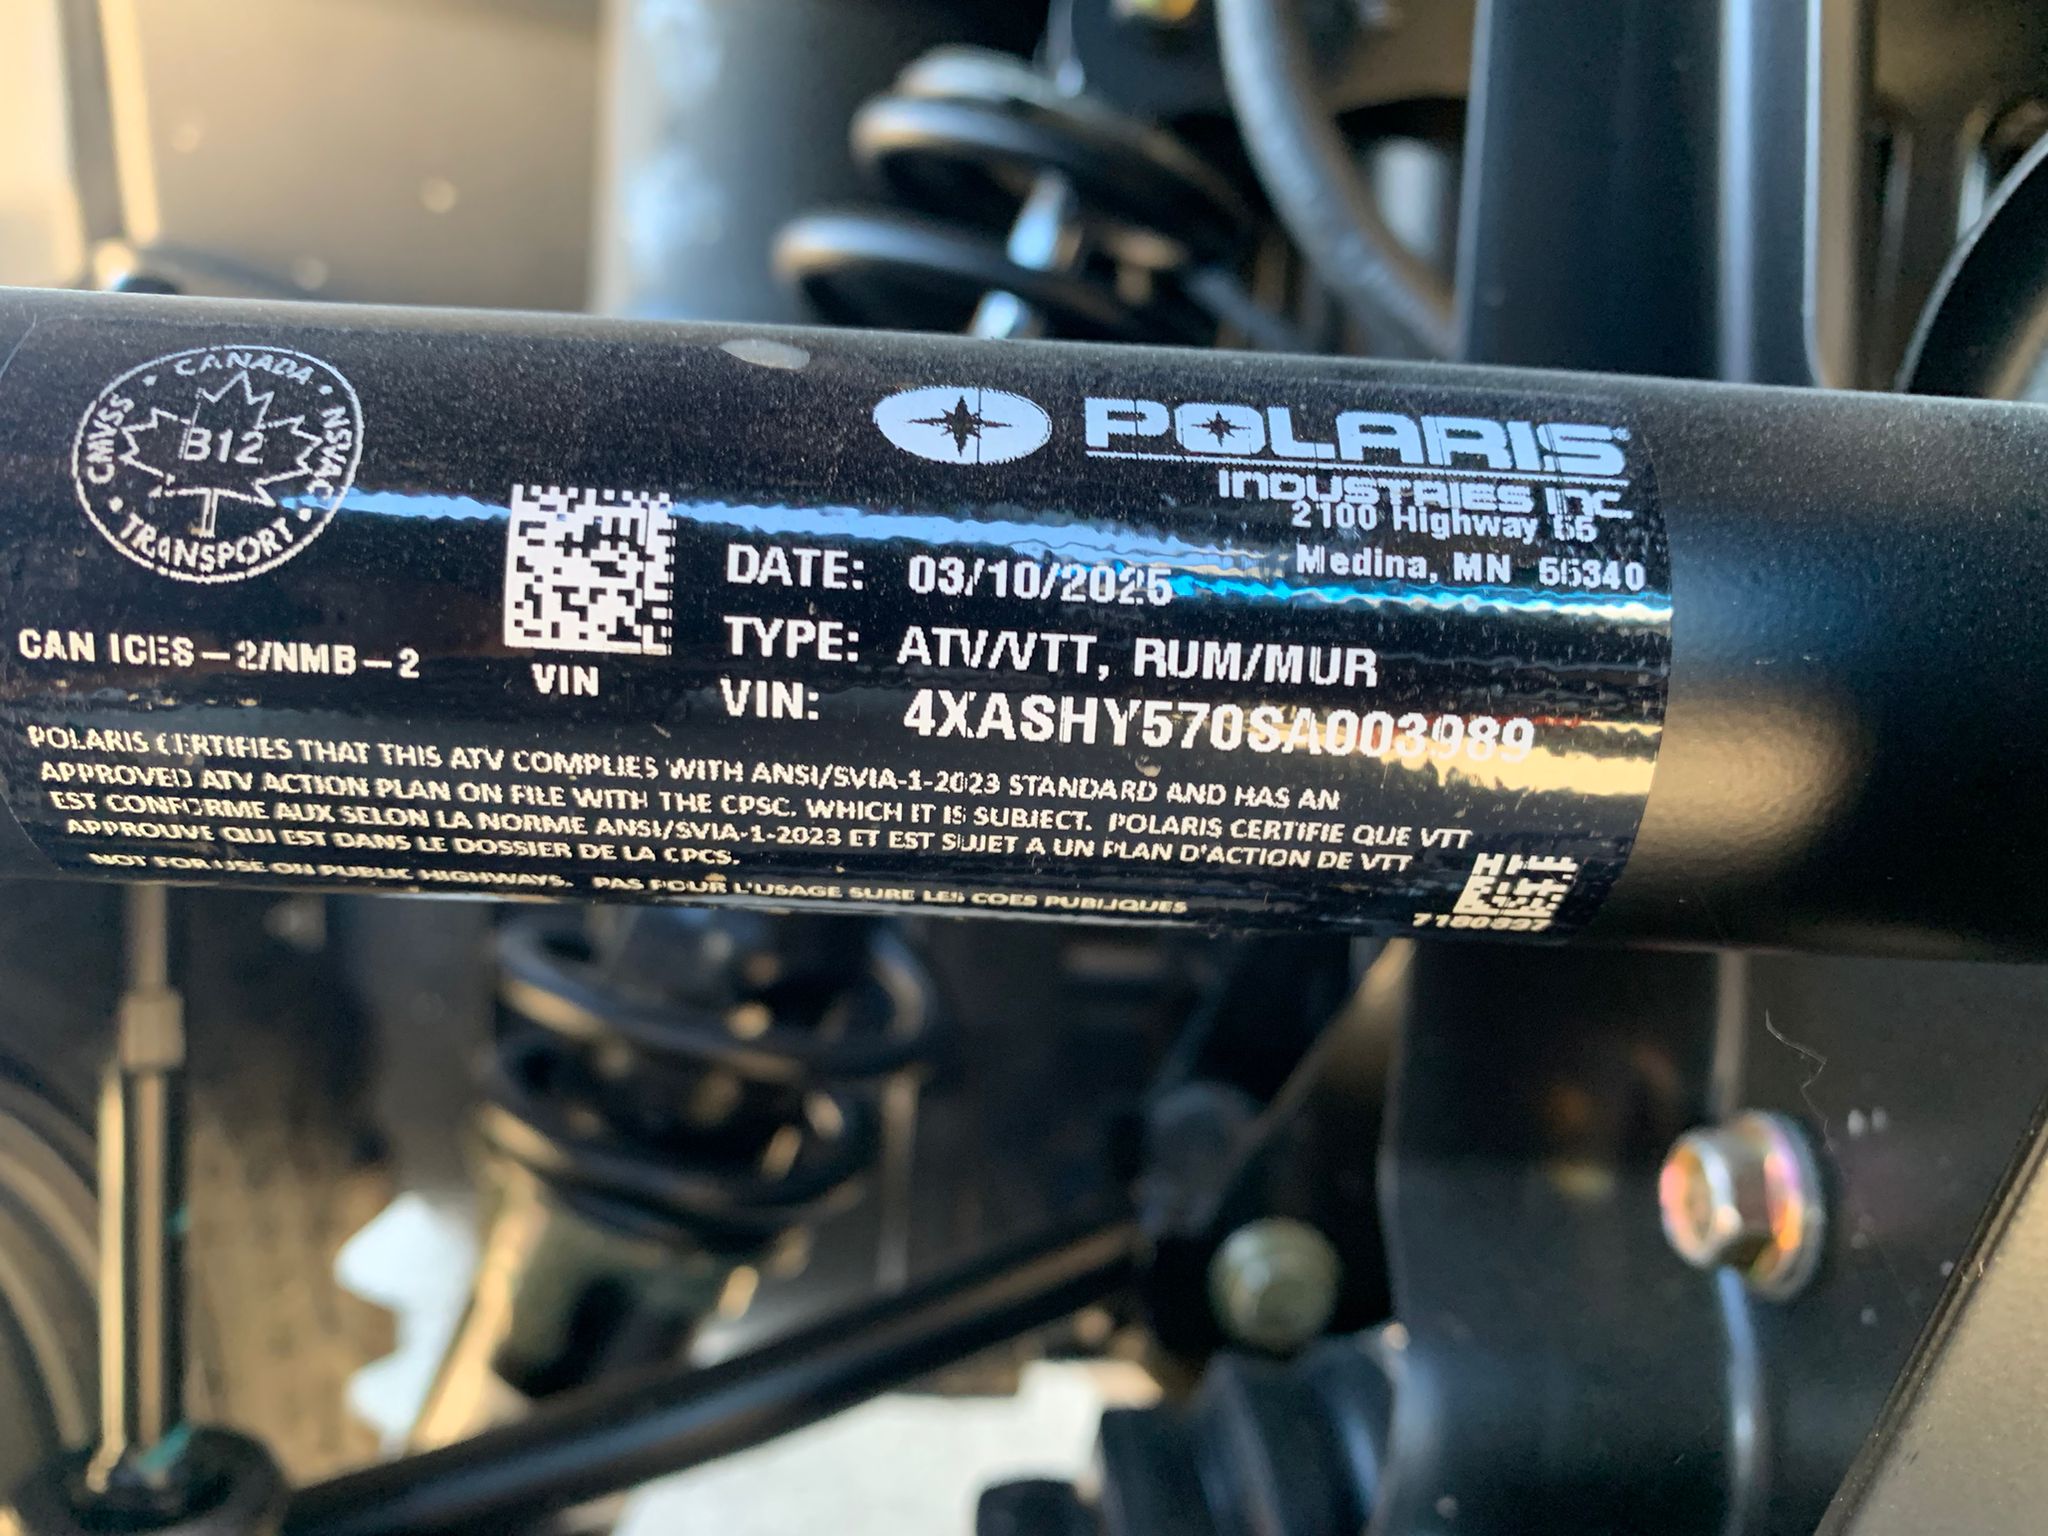 CANADA • NSVAC • TRANSPORT • CMVSS •
B12
POLARIS
INDUSTRIES INC.
2100 Highway 55
Medina, MN 55340
DATE: 03/10/2025
TYPE: ATV/VTT, RUM/MUR
VIN: 4XASHY570SA003989
VIN
CAN ICES-2/NMB-2
POLARIS CERTIFIES THAT THIS ATV COMPLIES WITH ANSI/SVIA-1-2023 STANDARD AND HAS AN
APPROVED ATV ACTION PLAN ON FILE WITH THE CPSC. WHICH IT IS SUBJECT. POLARIS CERTIFIE QUE VTT
EST CONFORME AUX SELON LA NORME ANSI/SVIA-1-2023 ET EST SUJET A UN PLAN D'ACTION DE VTT
APPROUVE QUI EST DANS LE DOSSIER DE LA CPCS.
NOT FOR USE ON PUBLIC HIGHWAYS. PAS POUR L'USAGE SURE LES COES PUBLIQUES